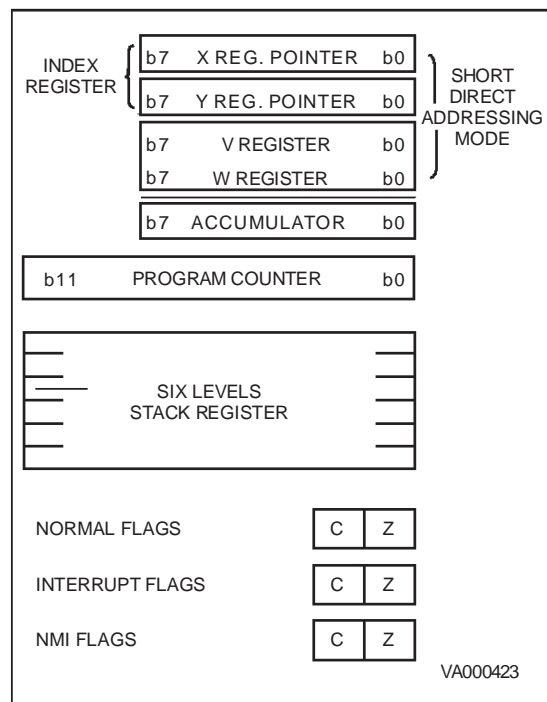 INDEX
REGISTER
b7 X REG. POINTER b0
b7 Y REG. POINTER b0
b7 V REGISTER b0
b7 W REGISTER b0
SHORT
DIRECT
ADDRESSING
MODE
b7 ACCUMULATOR b0
b11 PROGRAM COUNTER b0
SIX LEVELS
STACK REGISTER
NORMAL FLAGS C Z
INTERRUPT FLAGS C Z
NMI FLAGS C Z
VA000423